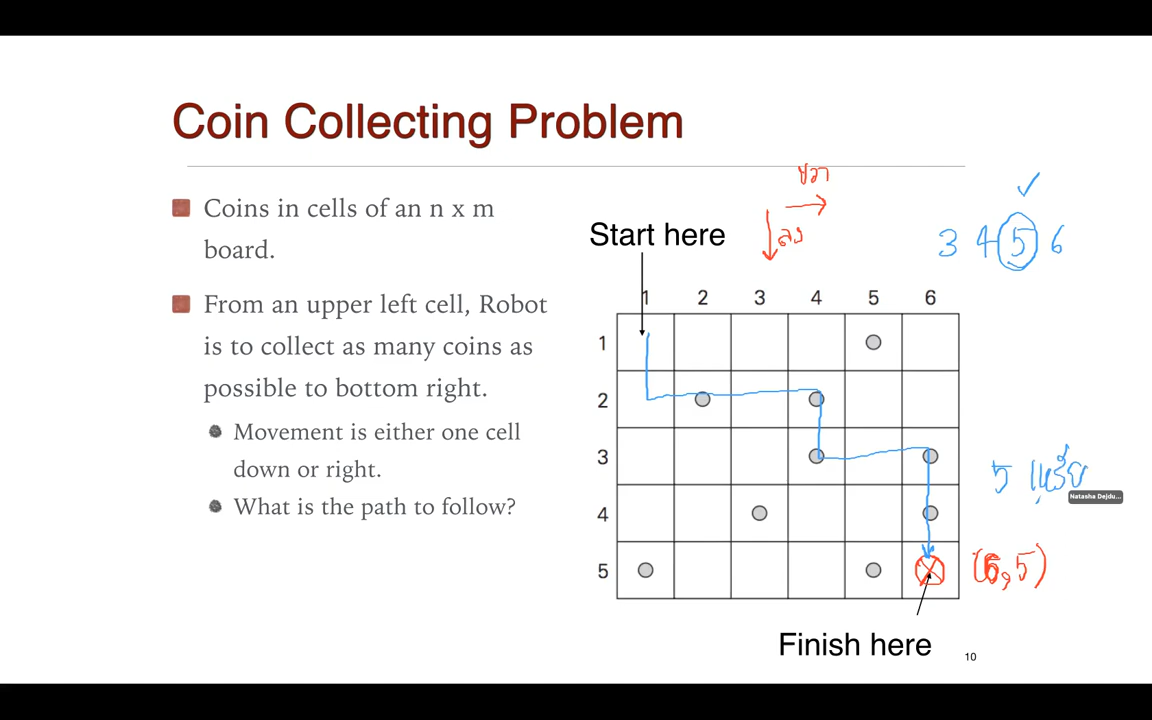 Coin Collecting Problem
Coins in cells of an n x m
board.
From an upper left cell, Robot
is to collect as many coins as
possible to bottom right.
Movement is either one cell
down or right.
What is the path to follow?
ขวา
ลง
Start here
3 4 5 6
1 2 3 4 5 6
1
2
3
4
5
5 เหรีย
Natasha Dejdu...
(6,5)
Finish here
10